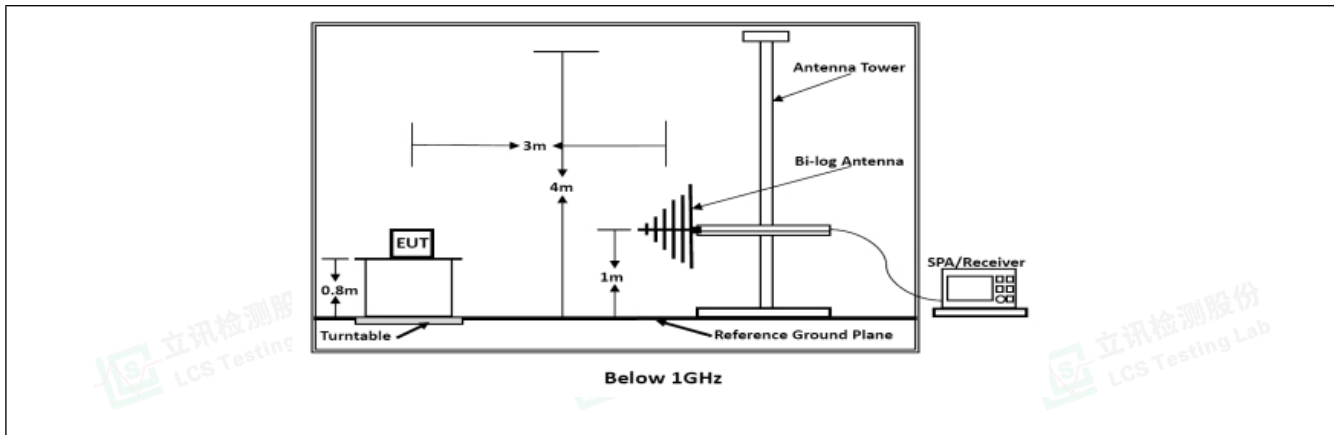 Antenna Tower
3m
Bi-log Antenna
4m
EUT
1m
SPA/Receiver
0.8m
Turntable
Reference Ground Plane
立讯检测股
LCS Testing
立讯检测股份
LCS Testing Lab
Below 1GHz